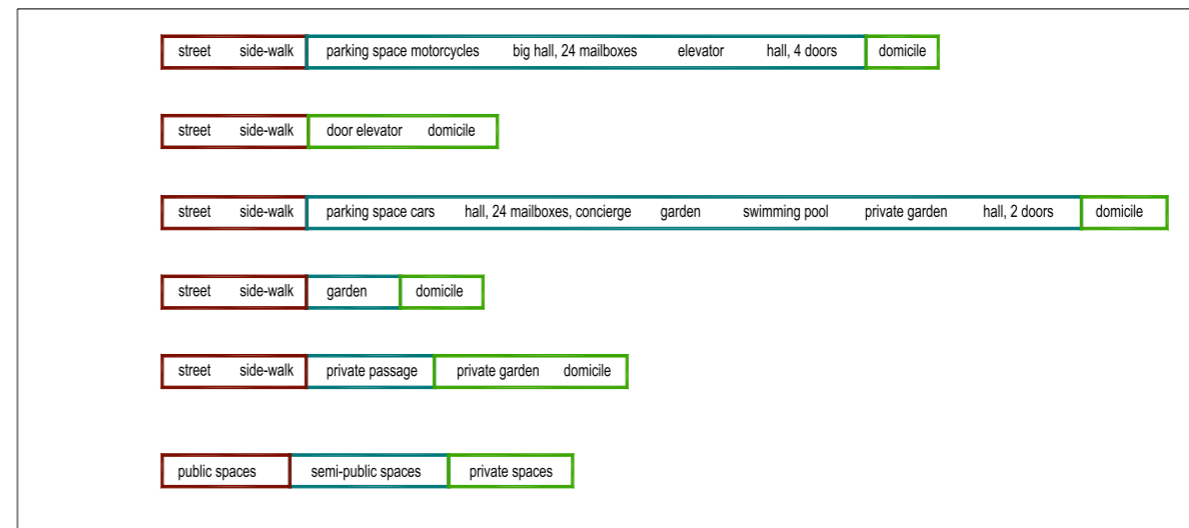 street side-walk parking space motorcycles big hall, 24 mailboxes elevator hall, 4 doors domicile
street side-walk door elevator domicile
street side-walk parking space cars hall, 24 mailboxes, concierge garden swimming pool private garden hall, 2 doors domicile
street side-walk garden domicile
street side-walk private passage private garden domicile
public spaces semi-public spaces private spaces